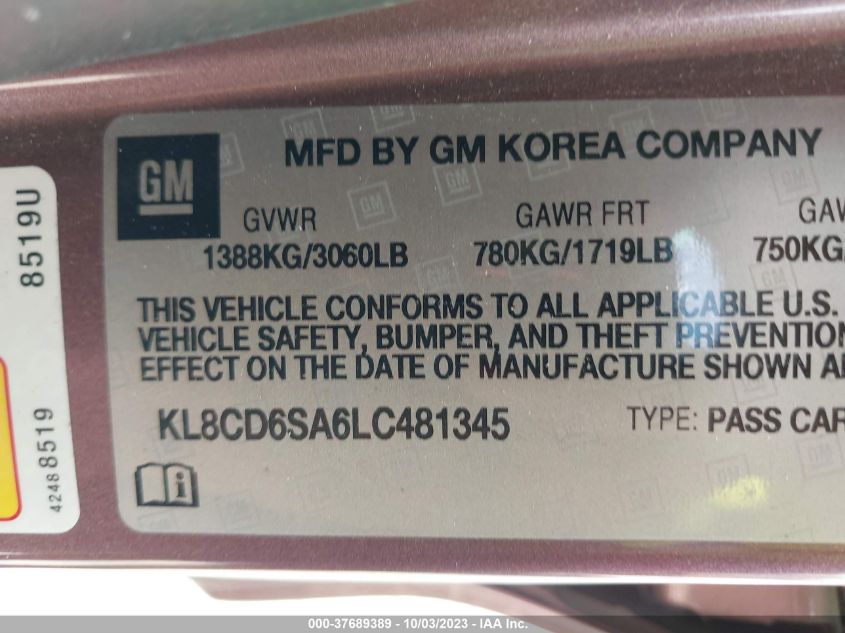 GM
MFD BY GM KOREA COMPANY
GVWR GAWR FRT
1388KG/3060LB 780KG/1719LB 750KG
THIS VEHICLE CONFORMS TO ALL APPLICABLE U.S.
VEHICLE SAFETY, BUMPER, AND THEFT PREVENTION
EFFECT ON THE DATE OF MANUFACTURE SHOWN
KL8CD6SA6LC481345 TYPE: PASS CAR
8519U
42488519
000-37689389 - 10/03/2023 - IAA Inc.